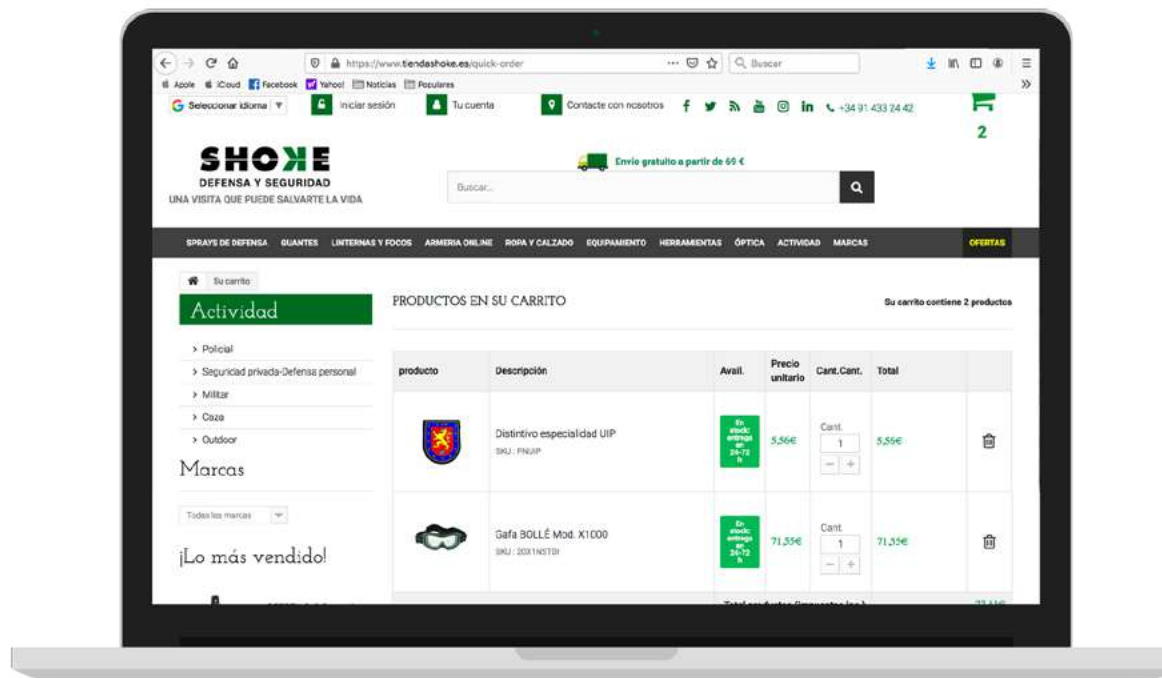 https://www.tiendashoke.es/quick-order
Buscar
Apple iCloud Facebook Yahoo! Noticias Populares
Seleccionar idioma Iniciar sesión Tu cuenta Contacte con nosotros +34 91 433 24 42
2
SHOKE
DEFENSA Y SEGURIDAD
UNA VISITA QUE PUEDE SALVARTE LA VIDA
Envío gratuito a partir de 69 €
Buscar...
SPRAYS DE DEFENSA GUANTES LINTERNAS Y FOCOS ARMERIA ONLINE ROPA Y CALZADO EQUIPAMIENTO HERRAMIENTAS ÓPTICA ACTIVIDAD MARCAS OFERTAS
Su carrito
Actividad
> Policial
> Seguridad privada-Defensa personal
> Militar
> Caza
> Outdoor
Marcas
Todas las marcas
¡Lo más vendido!
PRODUCTOS EN SU CARRITO
Su carrito contiene 2 productos
producto Descripción Avail. Precio unitario Cant.Cant. Total
Distintivo especialidad UIP
SKU : PNUIP
En stock: entrega en 24-72 h
5,56€
Cant.
1
5,56€
Gafa BOLLÉ Mod. X1000
SKU : 20X1NSTDI
En stock: entrega en 24-72 h
71,55€
Cant.
1
71,55€